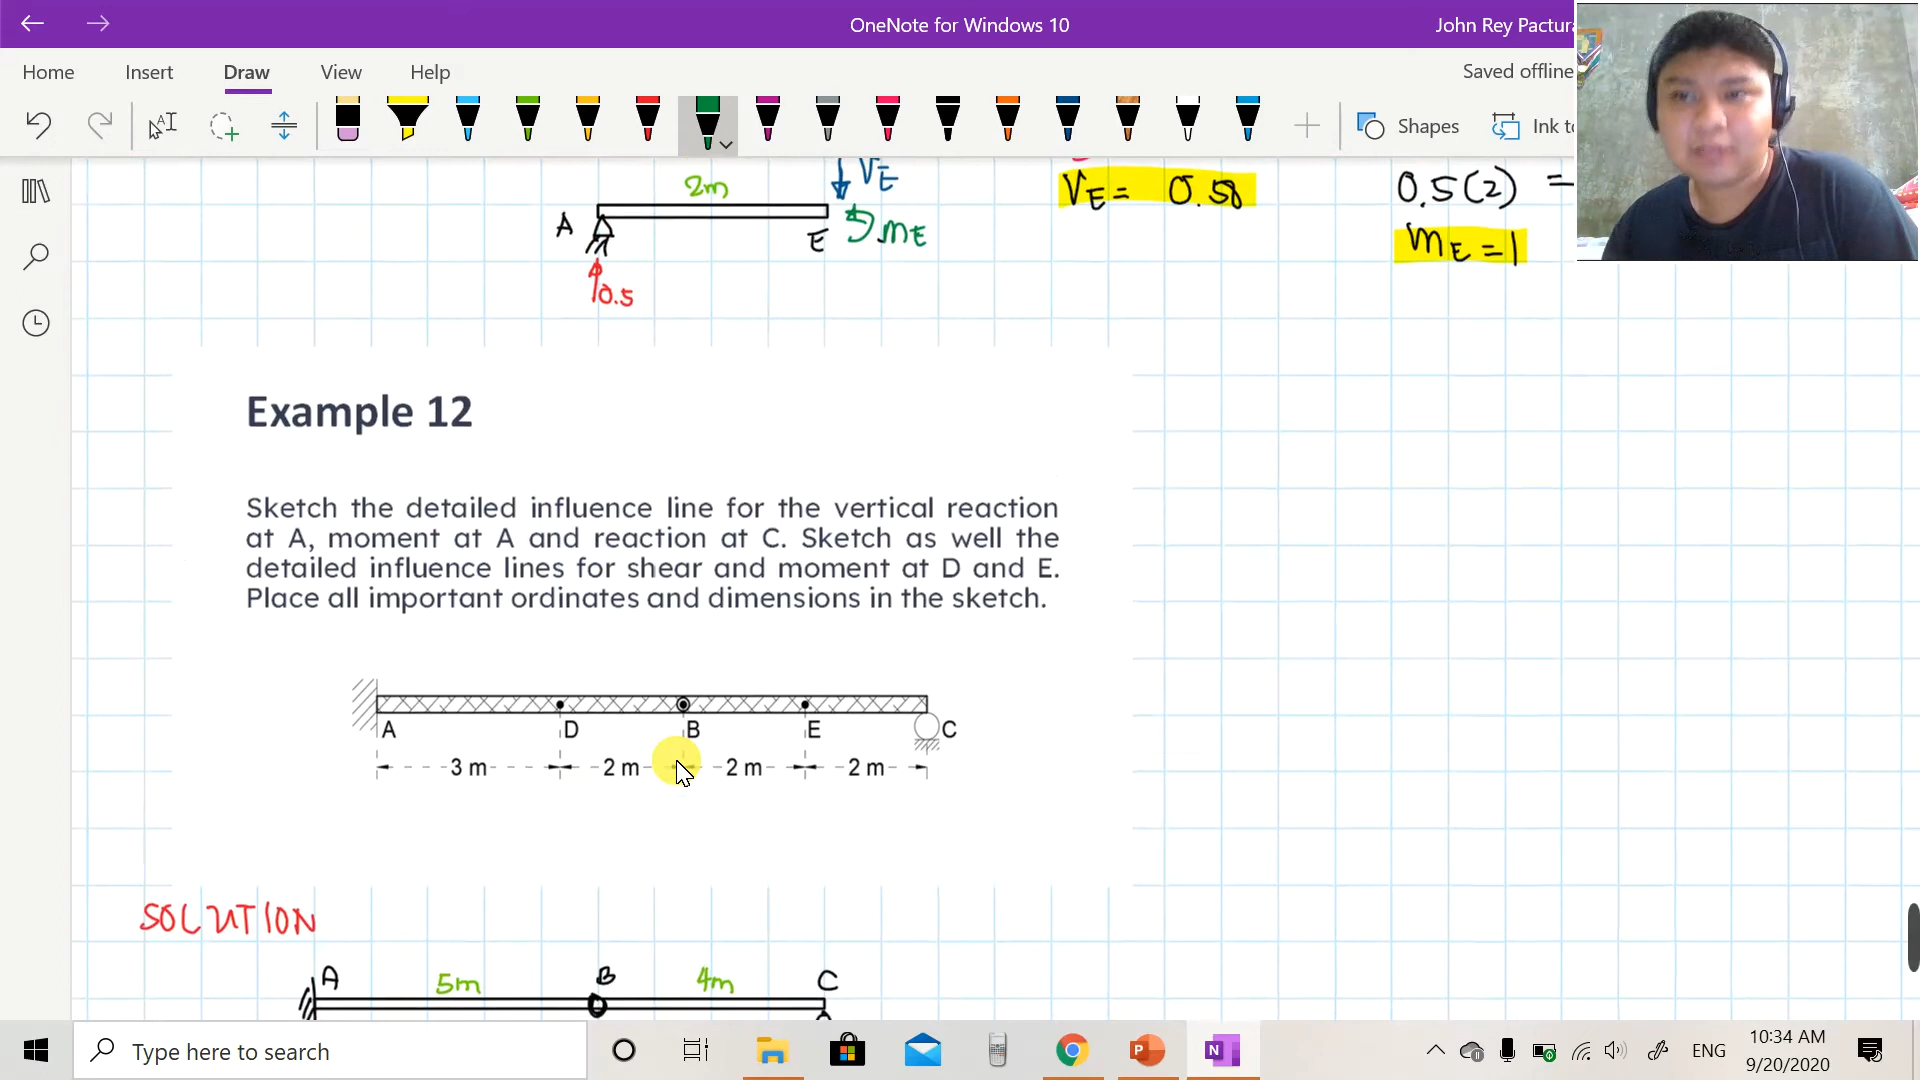 OneNote for Windows 10
John Rey Pactura
Home Insert Draw View Help
Saved offline
Shapes
Ink to
2m
VE
A
E
ME
0.5
VE = 0.5
0.5(2) =
ME = 1
Example 12
Sketch the detailed influence line for the vertical reaction
at A, moment at A and reaction at C. Sketch as well the
detailed influence lines for shear and moment at D and E.
Place all important ordinates and dimensions in the sketch.
A D B E C
3 m 2 m 2 m 2 m
SOLUTION
A 5m B 4m C
Type here to search
ENG
10:34 AM
9/20/2020